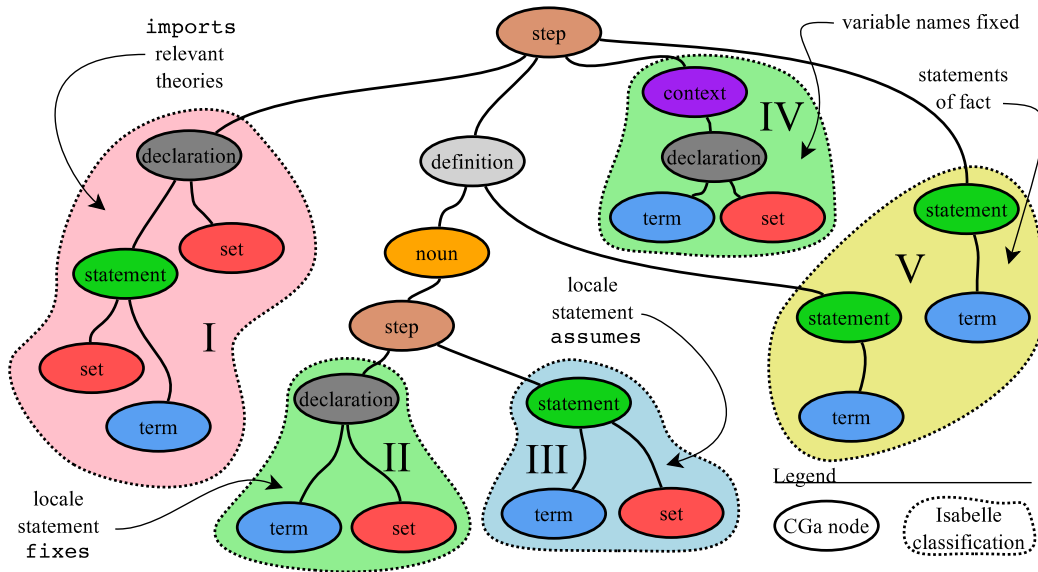 imports
relevant
theories
step
variable names fixed
statements
of fact
context
IV
declaration
definition
declaration
term
set
statement
set
noun
statement
V
I
locale
statement
assumes
step
statement
term
set
term
declaration
statement
term
II
III
Legend
locale
statement
fixes
term
set
term
set
CGa node
Isabelle
classification